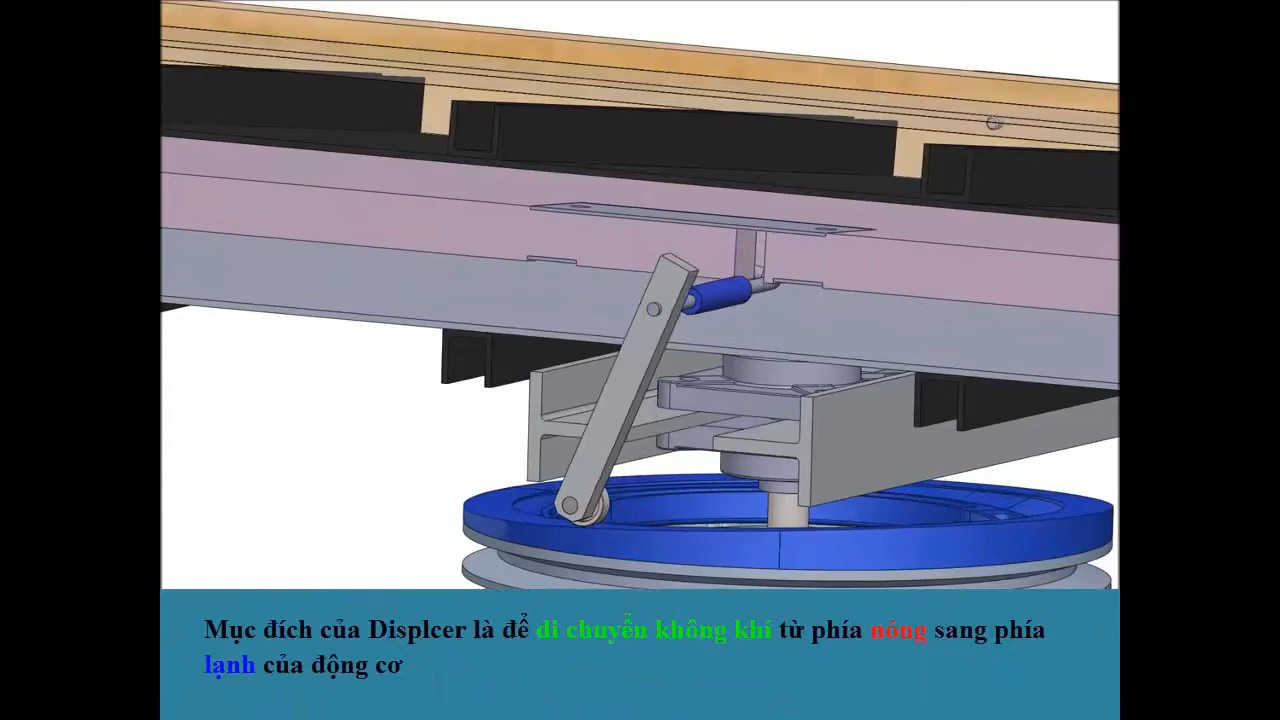 Mục đích của Displcer là để di chuyển không khí từ phía nóng sang phía
lạnh của động cơ